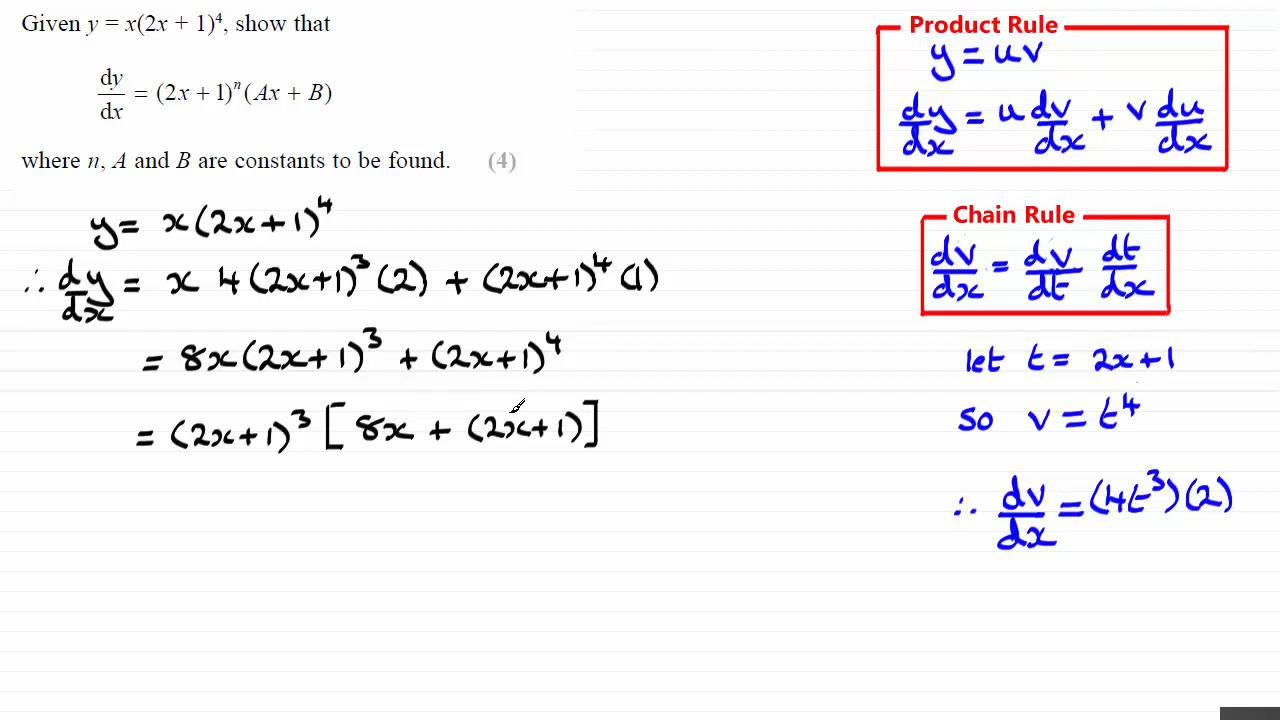 Given y = x(2x + 1)⁴, show that
dy/dx = (2x + 1)ⁿ (Ax + B)
where n, A and B are constants to be found. (4)
y = x(2x+1)⁴
∴ dy/dx = x 4(2x+1)³(2) + (2x+1)⁴(1)
= 8x(2x+1)³ + (2x+1)⁴
= (2x+1)³[8x + (2x+1)]
Product Rule
y = uv
dy/dx = u dv/dx + v du/dx
Chain Rule
dv/dx = dv/dt dt/dx
let t = 2x+1
So v = t⁴
∴ dv/dx = (4t³)(2)